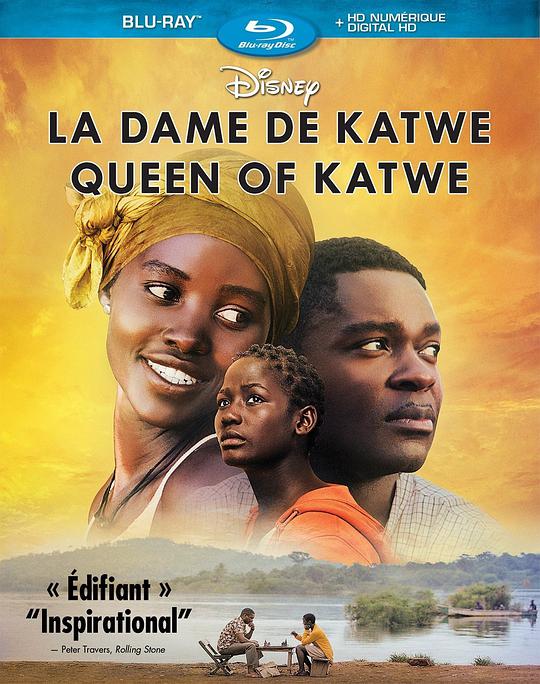 BLU-RAY™
Blu-ray Disc
+ HD NUMÉRIQUE
DIGITAL HD
Disney
LA DAME DE KATWE
QUEEN OF KATWE
« Édifiant »
“Inspirational”
— Peter Travers, Rolling Stone